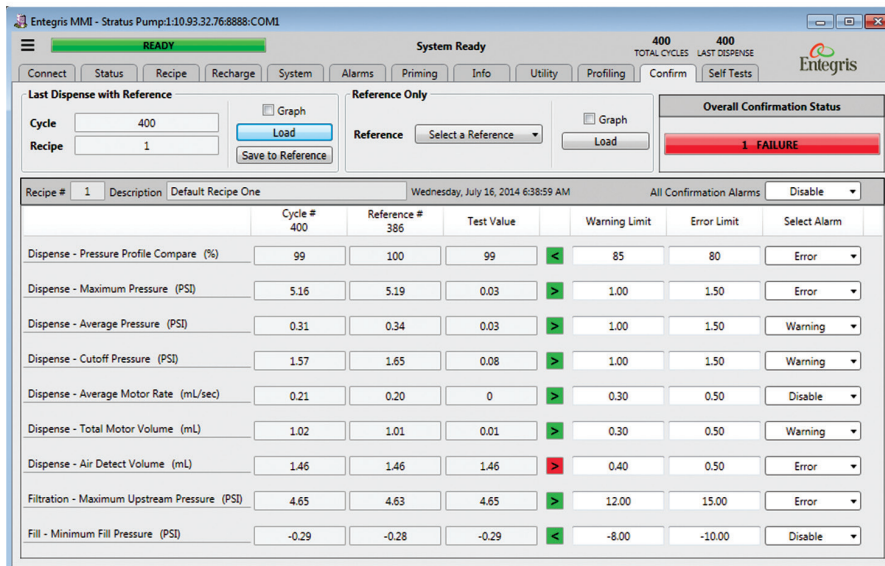 Entegris MMI - Stratus Pump:1:10.93.32.76:8888:COM1
READY System Ready 400 400
TOTAL CYCLES LAST DISPENSE
Entegris
Connect Status Recipe Recharge System Alarms Priming Info Utility Profiling Confirm Self Tests
Last Dispense with Reference Reference Only
Graph Overall Confirmation Status
Cycle 400 Load Reference Select a Reference Graph
Load
Recipe 1 Save to Reference 1 FAILURE
Recipe # 1 Description Default Recipe One Wednesday, July 16, 2014 6:38:59 AM All Confirmation Alarms Disable
Cycle # Reference # Test Value Warning Limit Error Limit Select Alarm
400 386
Dispense - Pressure Profile Compare (%) 99 100 99 < 85 80 Error
Dispense - Maximum Pressure (PSI) 5.16 5.19 0.03 > 1.00 1.50 Error
Dispense - Average Pressure (PSI) 0.31 0.34 0.03 > 1.00 1.50 Warning
Dispense - Cutoff Pressure (PSI) 1.57 1.65 0.08 > 1.00 1.50 Warning
Dispense - Average Motor Rate (mL/sec) 0.21 0.20 0 > 0.30 0.50 Disable
Dispense - Total Motor Volume (mL) 1.02 1.01 0.01 > 0.30 0.50 Warning
Dispense - Air Detect Volume (mL) 1.46 1.46 1.46 > 0.40 0.50 Error
Filtration - Maximum Upstream Pressure (PSI) 4.65 4.63 4.65 > 12.00 15.00 Error
Fill - Minimum Fill Pressure (PSI) -0.29 -0.28 -0.29 < -8.00 -10.00 Disable